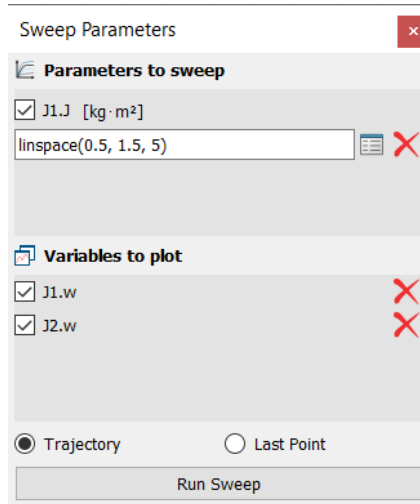 Sweep Parameters
Parameters to sweep
J1.J [kg·m²]
linspace(0.5, 1.5, 5)
Variables to plot
J1.w
J2.w
Trajectory Last Point
Run Sweep